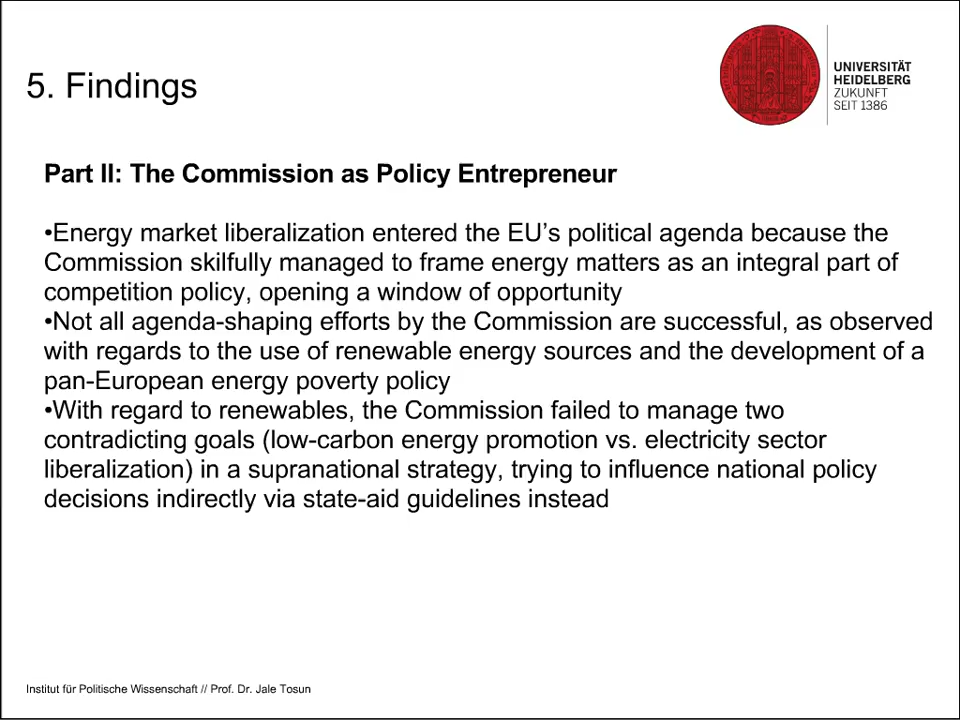 5. Findings
UNIVERSITÄT
HEIDELBERG
ZUKUNFT
SEIT 1386
Part II: The Commission as Policy Entrepreneur
•Energy market liberalization entered the EU’s political agenda because the
Commission skilfully managed to frame energy matters as an integral part of
competition policy, opening a window of opportunity
•Not all agenda-shaping efforts by the Commission are successful, as observed
with regards to the use of renewable energy sources and the development of a
pan-European energy poverty policy
•With regard to renewables, the Commission failed to manage two
contradicting goals (low-carbon energy promotion vs. electricity sector
liberalization) in a supranational strategy, trying to influence national policy
decisions indirectly via state-aid guidelines instead
Institut für Politische Wissenschaft // Prof. Dr. Jale Tosun